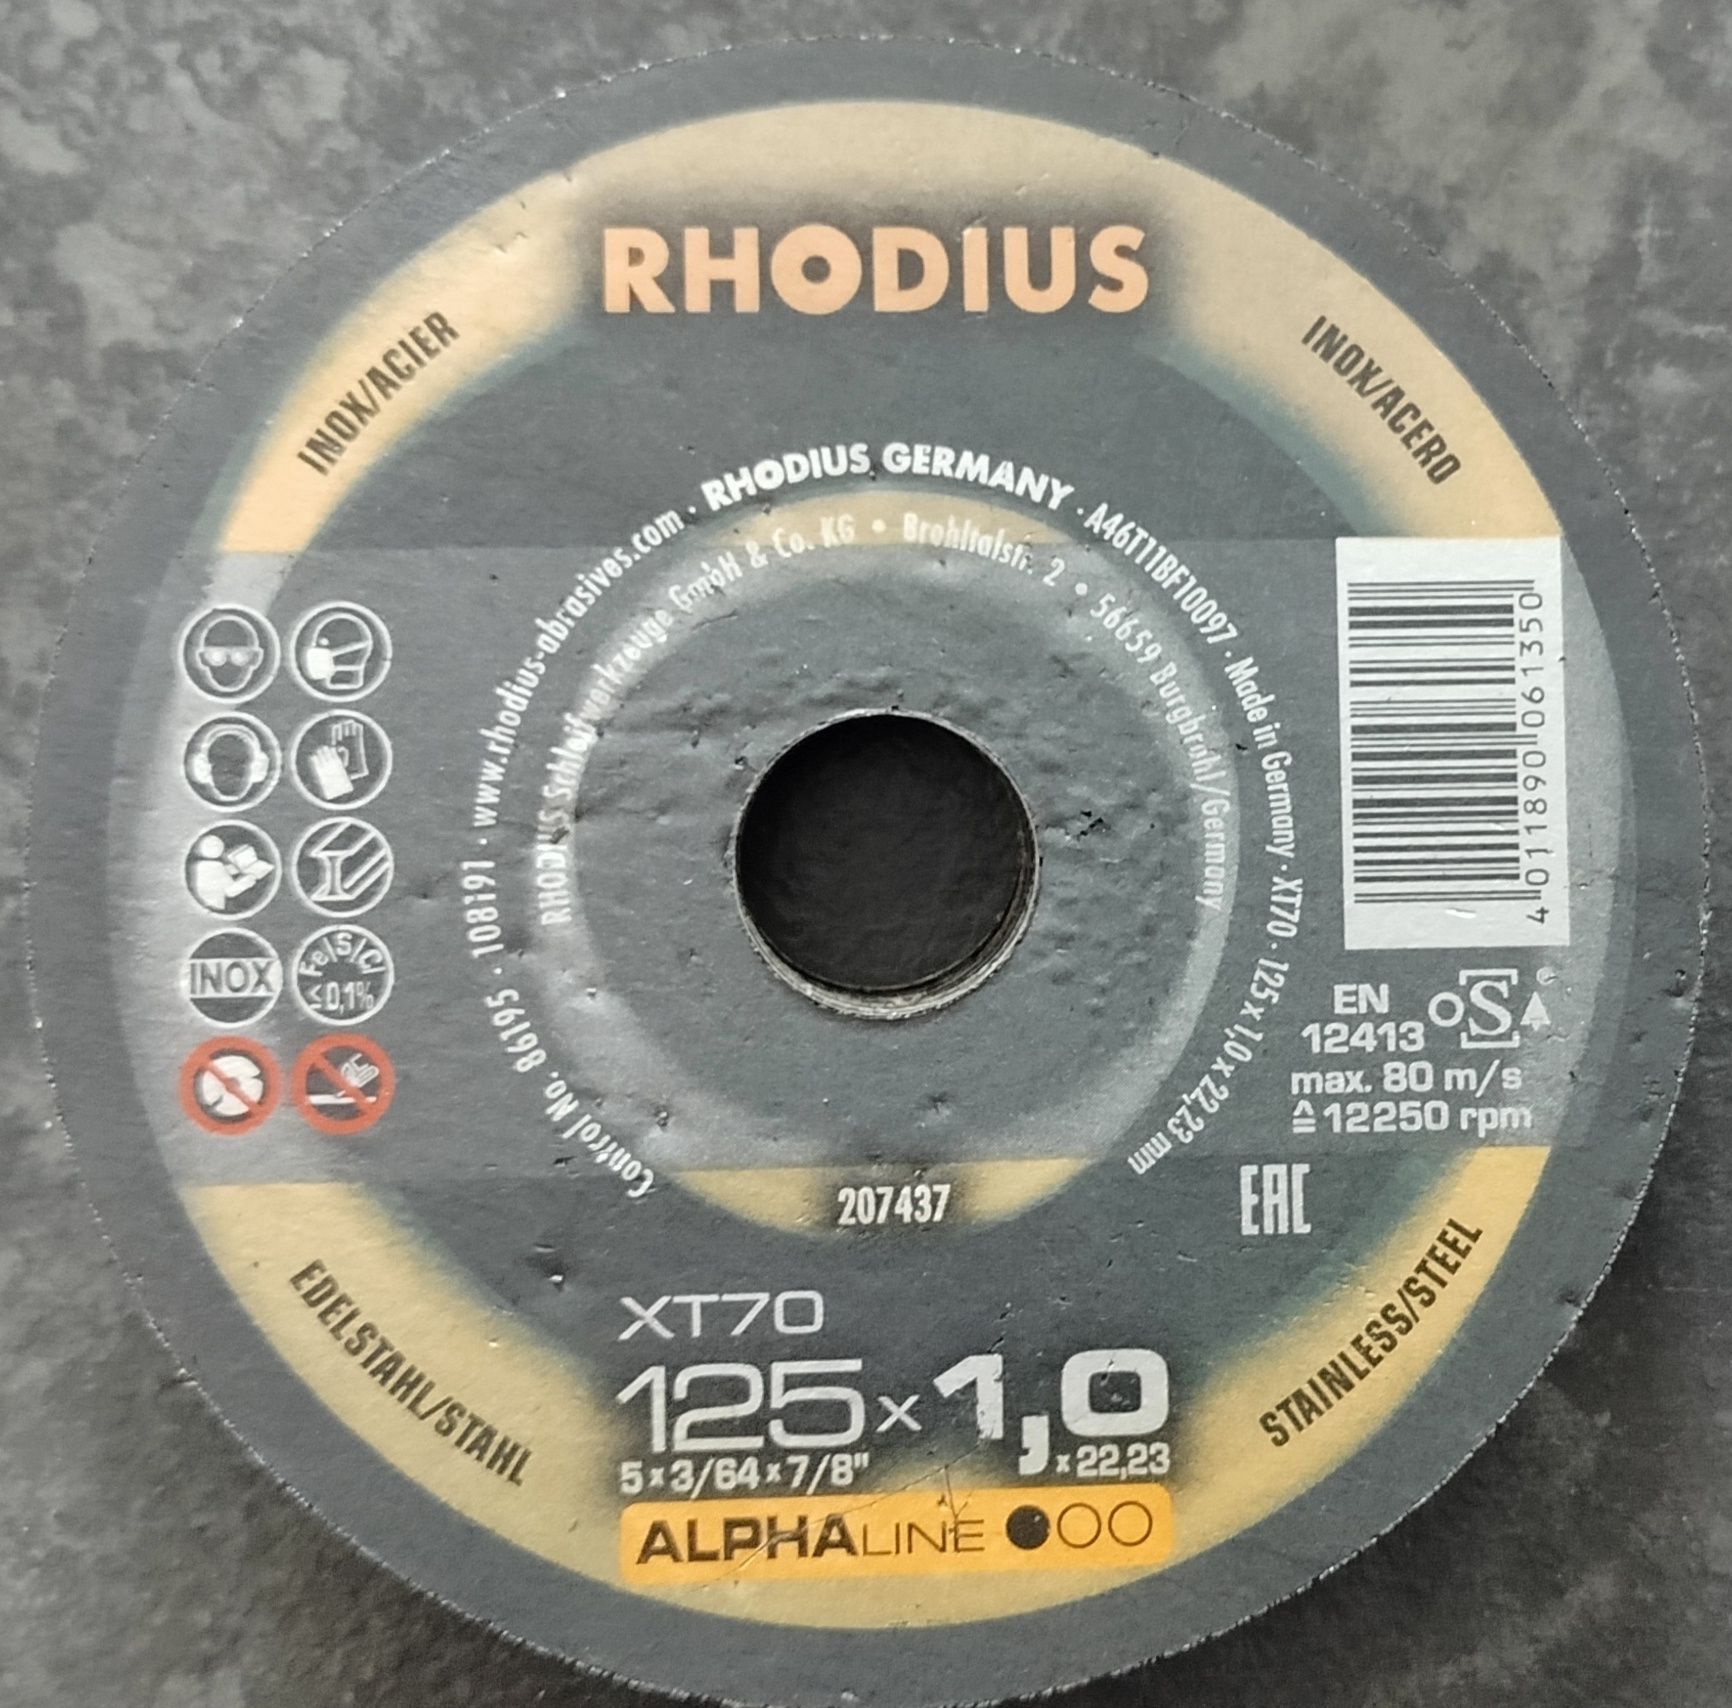 RHODIUS
INOX/ACIER
INOX/ACERO
Control No. 86195 · 108191 · www.rhodius-abrasives.com · RHODIUS GERMANY · A46T11BF10097 · Made in Germany · XT70 · 125 x 1,0 x 22,23 mm
RHODIUS Schleifwerkzeuge GmbH & Co. KG • Brohltalstr. 2 • 56659 Burgbrohl/Germany
4 011890 061350
INOX
Fe/S/Cl
≤0,1%
EN
12413
oSa
max. 80 m/s
≙12250 rpm
EAC
207437
EDELSTAHL/STAHL
STAINLESS/STEEL
XT70
125 x 1,0
5 x 3/64 x 7/8" x 22,23
ALPHALINE